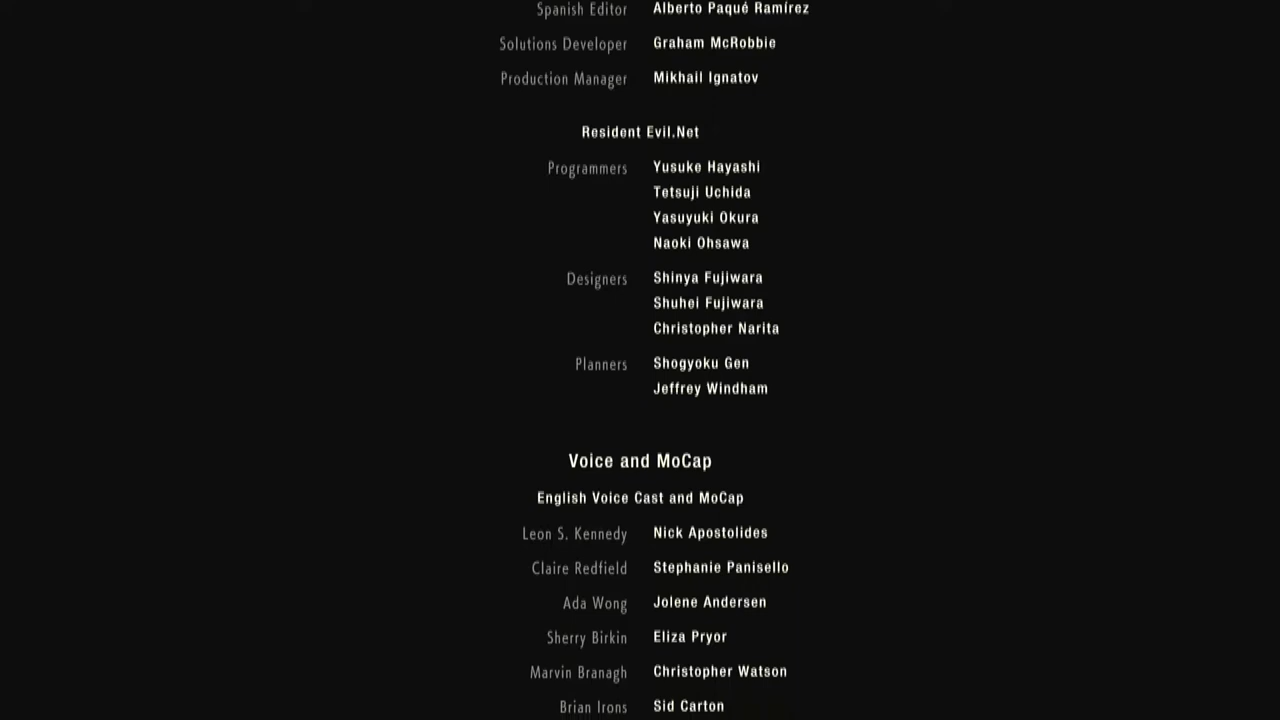 Spanish Editor Alberto Paqué Ramírez
Solutions Developer Graham McRobbie
Production Manager Mikhail Ignatov
Resident Evil.Net
Programmers Yusuke Hayashi
Tetsuji Uchida
Yasuyuki Okura
Naoki Ohsawa
Designers Shinya Fujiwara
Shuhei Fujiwara
Christopher Narita
Planners Shogyoku Gen
Jeffrey Windham
Voice and MoCap
English Voice Cast and MoCap
Leon S. Kennedy Nick Apostolides
Claire Redfield Stephanie Panisello
Ada Wong Jolene Andersen
Sherry Birkin Eliza Pryor
Marvin Branagh Christopher Watson
Brian Irons Sid Carton